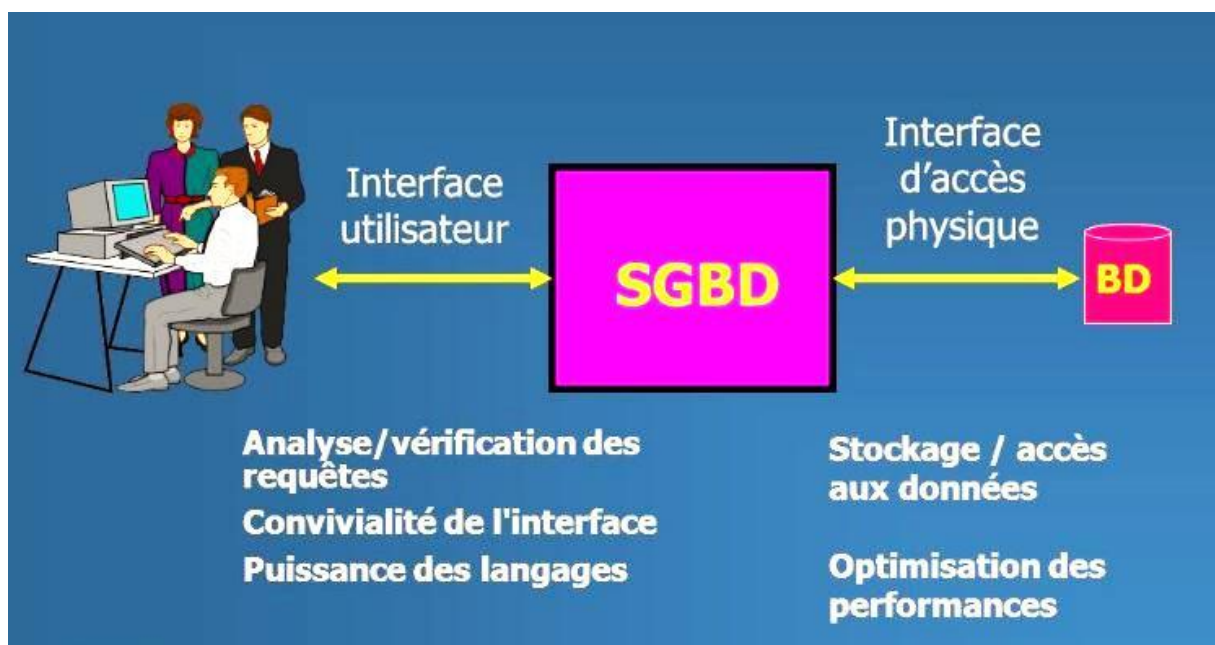 Interface
utilisateur
SGBD
Interface
d'accès
physique
BD
Analyse/vérification des
requêtes
Convivialité de l'interface
Puissance des langages
Stockage / accès
aux données
Optimisation des
performances